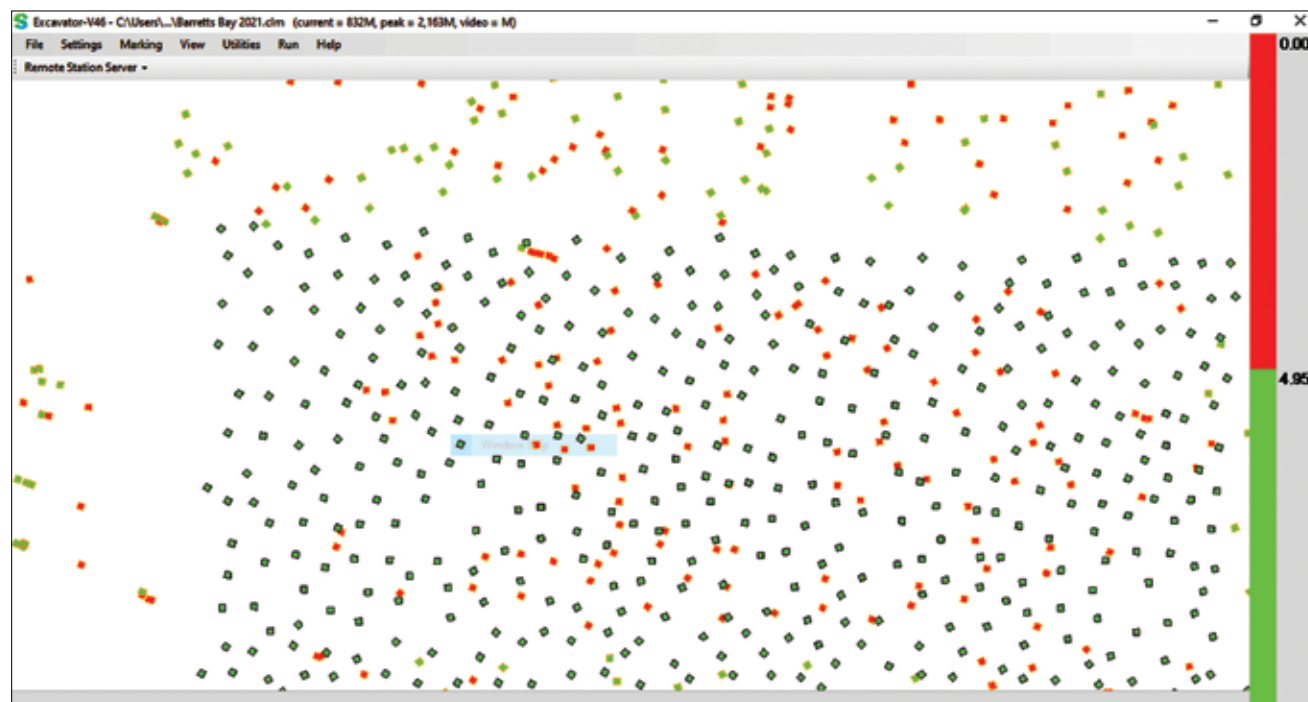 Excavator-V46 - C:\Users\...\Barretts Bay 2021.clm (current = 832M, peak = 2,163M, video = M)
File Settings Marking View Utilities Run Help
Remote Station Server
0.00
4.95
Window